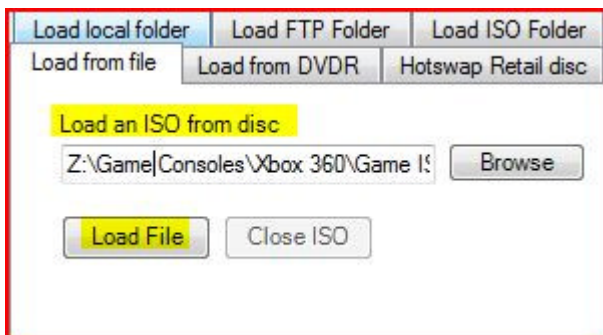 Load local folder Load FTP Folder Load ISO Folder
Load from file Load from DVDR Hotswap Retail disc
Load an ISO from disc
Z:\Game Consoles\Xbox 360\Game IS Browse
Load File Close ISO